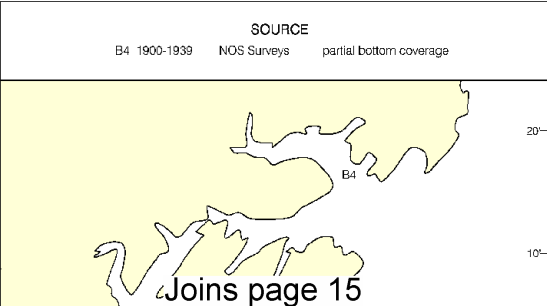 SOURCE
B4 1900-1939 NOS Surveys partial bottom coverage
20'
B4
10'
Joins page 15